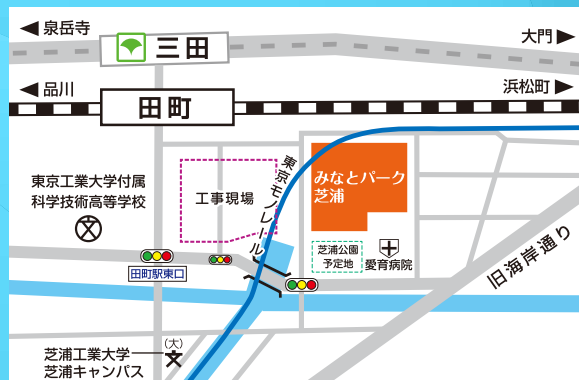 泉岳寺
三田
大門
品川
田町
浜松町
東京モノレール
みなとパーク
芝浦
東京工業大学付属
科学技術高等学校
工事現場
芝浦公園
予定地
愛育病院
旧海岸通り
田町駅東口
芝浦工業大学
芝浦キャンパス
(大)